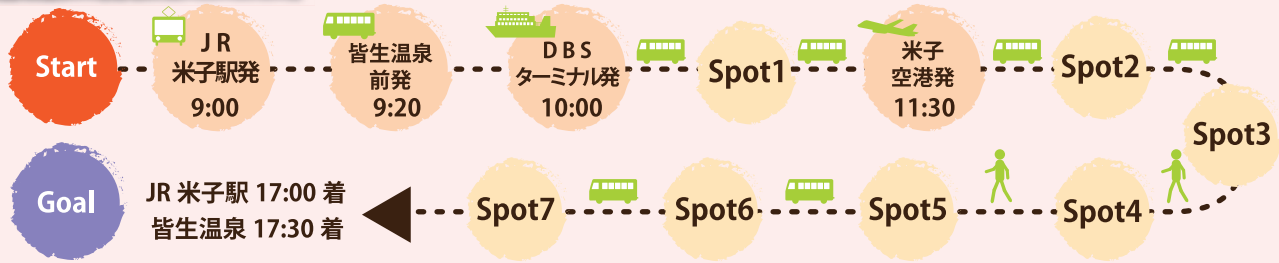 Start
JR
米子駅発
9:00
皆生温泉
前発
9:20
DBS
ターミナル発
10:00
Spot1
米子
空港発
11:30
Spot2
Spot3
Spot4
Spot5
Spot6
Spot7
JR 米子駅 17:00 着
皆生温泉 17:30 着
Goal